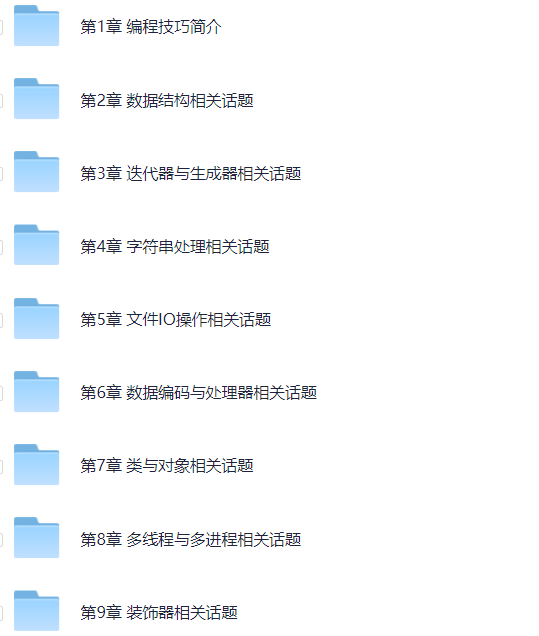 第1章 编程技巧简介
第2章 数据结构相关话题
第3章 迭代器与生成器相关话题
第4章 字符串处理相关话题
第5章 文件IO操作相关话题
第6章 数据编码与处理器相关话题
第7章 类与对象相关话题
第8章 多线程与多进程相关话题
第9章 装饰器相关话题